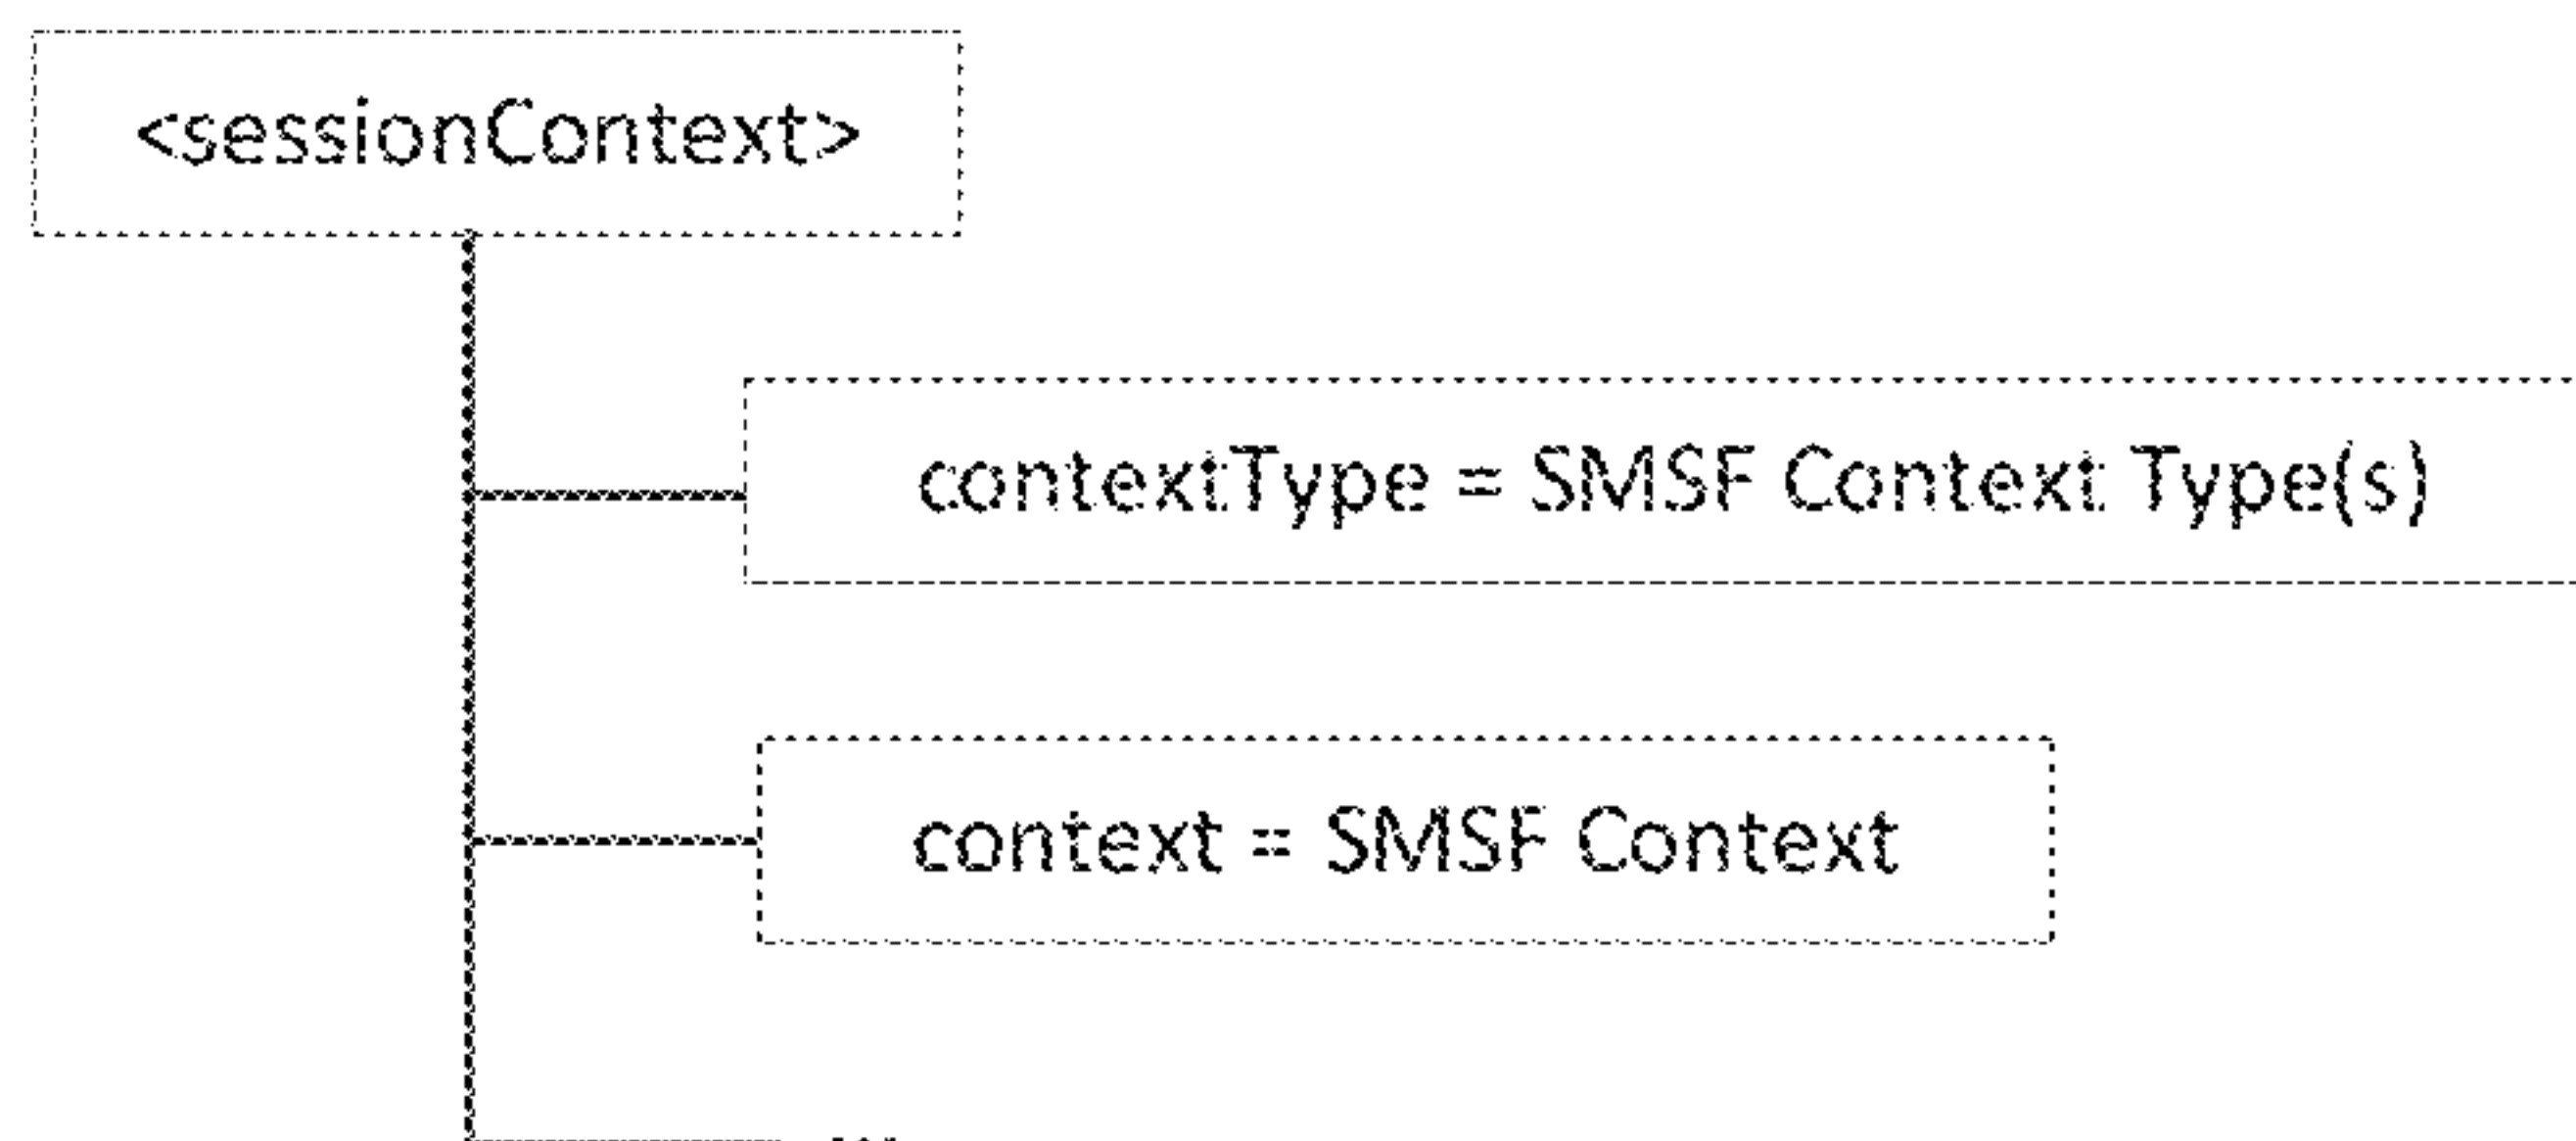 <sessionContext>
contextType = SMSF Context Type(s)
context = SMSF Context